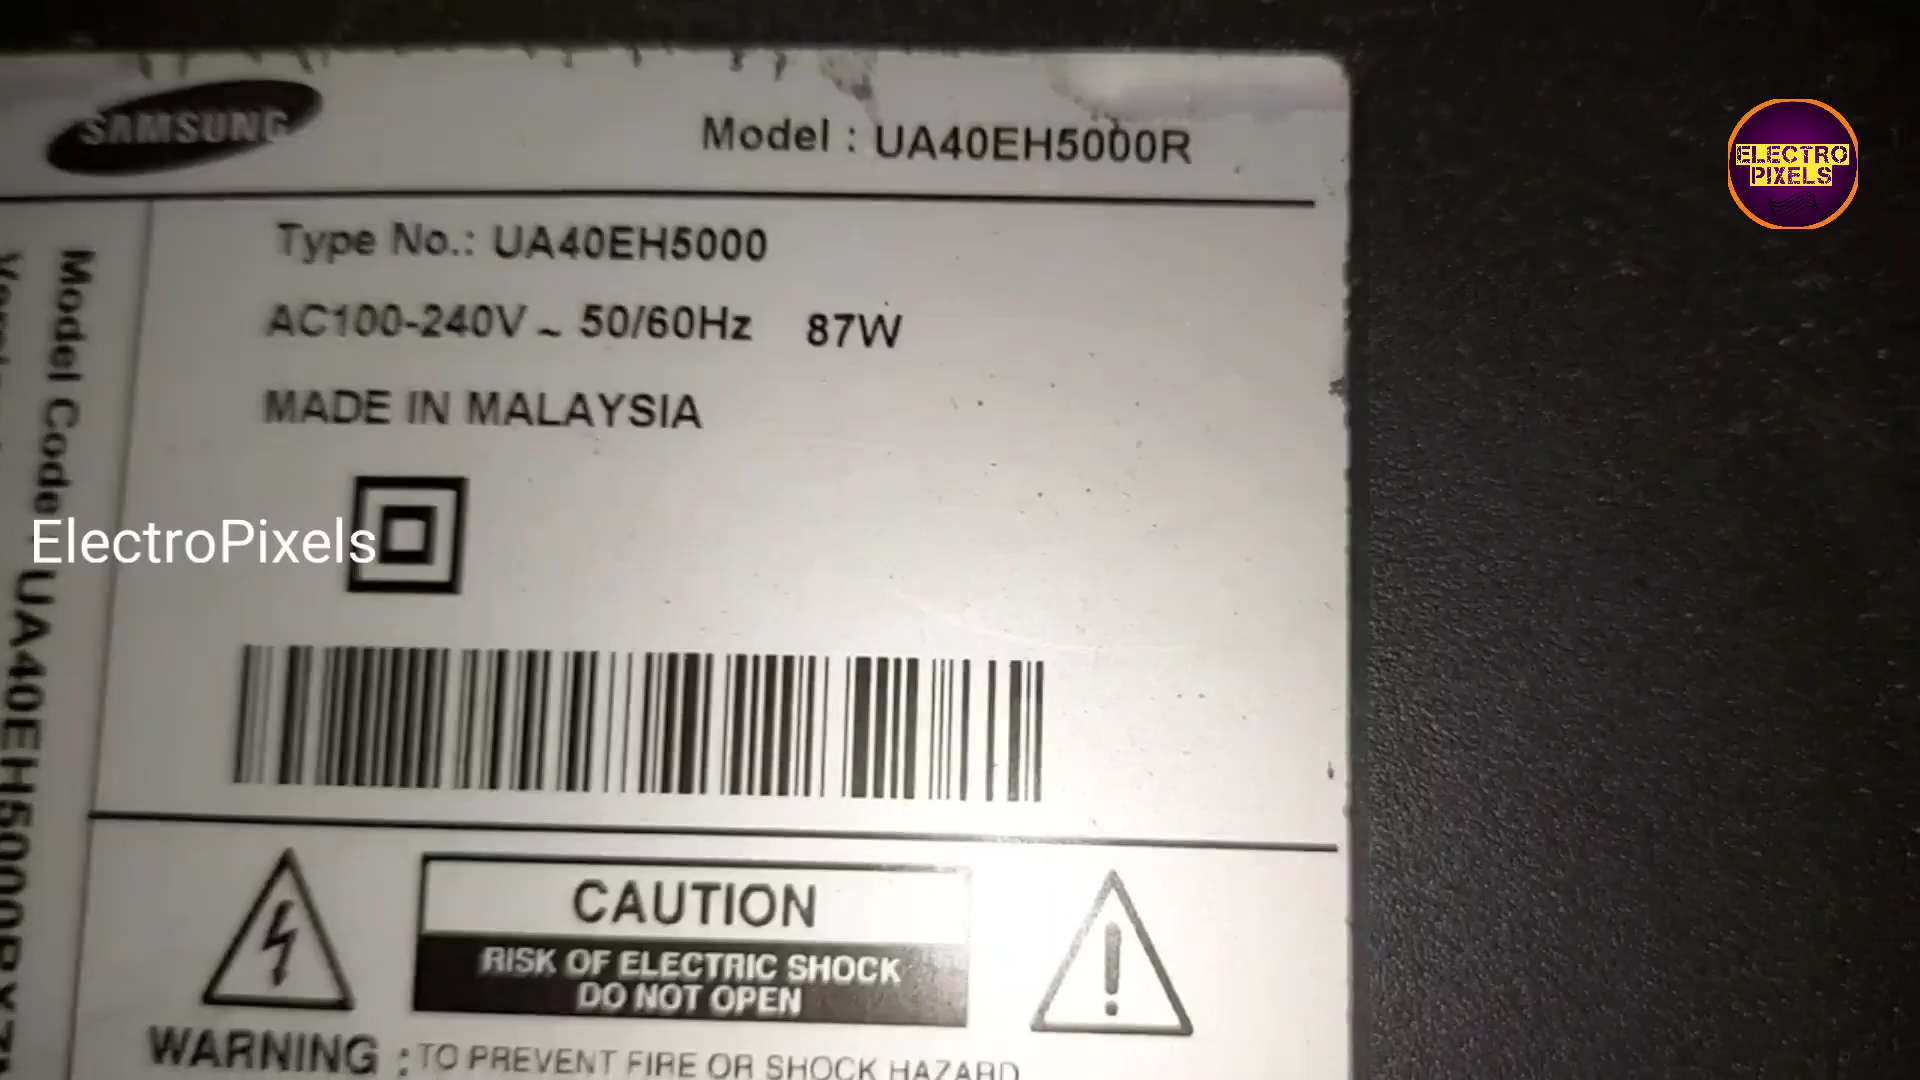 SAMSUNG
Model : UA40EH5000R
ELECTRO
PIXELS
Type No.: UA40EH5000
AC100-240V ~ 50/60Hz 87W
MADE IN MALAYSIA
Model Code
ElectroPixels
CAUTION
RISK OF ELECTRIC SHOCK
DO NOT OPEN
WARNING : TO PREVENT FIRE OR SHOCK HAZARD